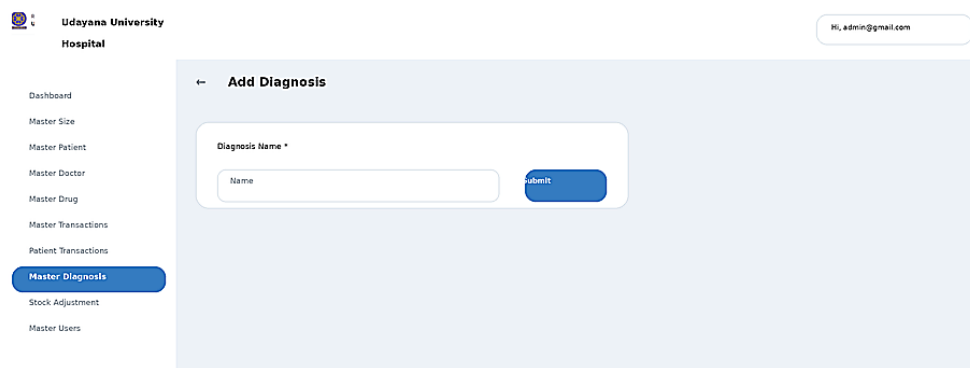 Udayana University
Hospital
Hi, admin@gmail.com
← Add Diagnosis
Dashboard
Master Size
Master Patient
Master Doctor
Master Drug
Master Transactions
Patient Transactions
Master Diagnosis
Stock Adjustment
Master Users
Diagnosis Name *
Name
Submit